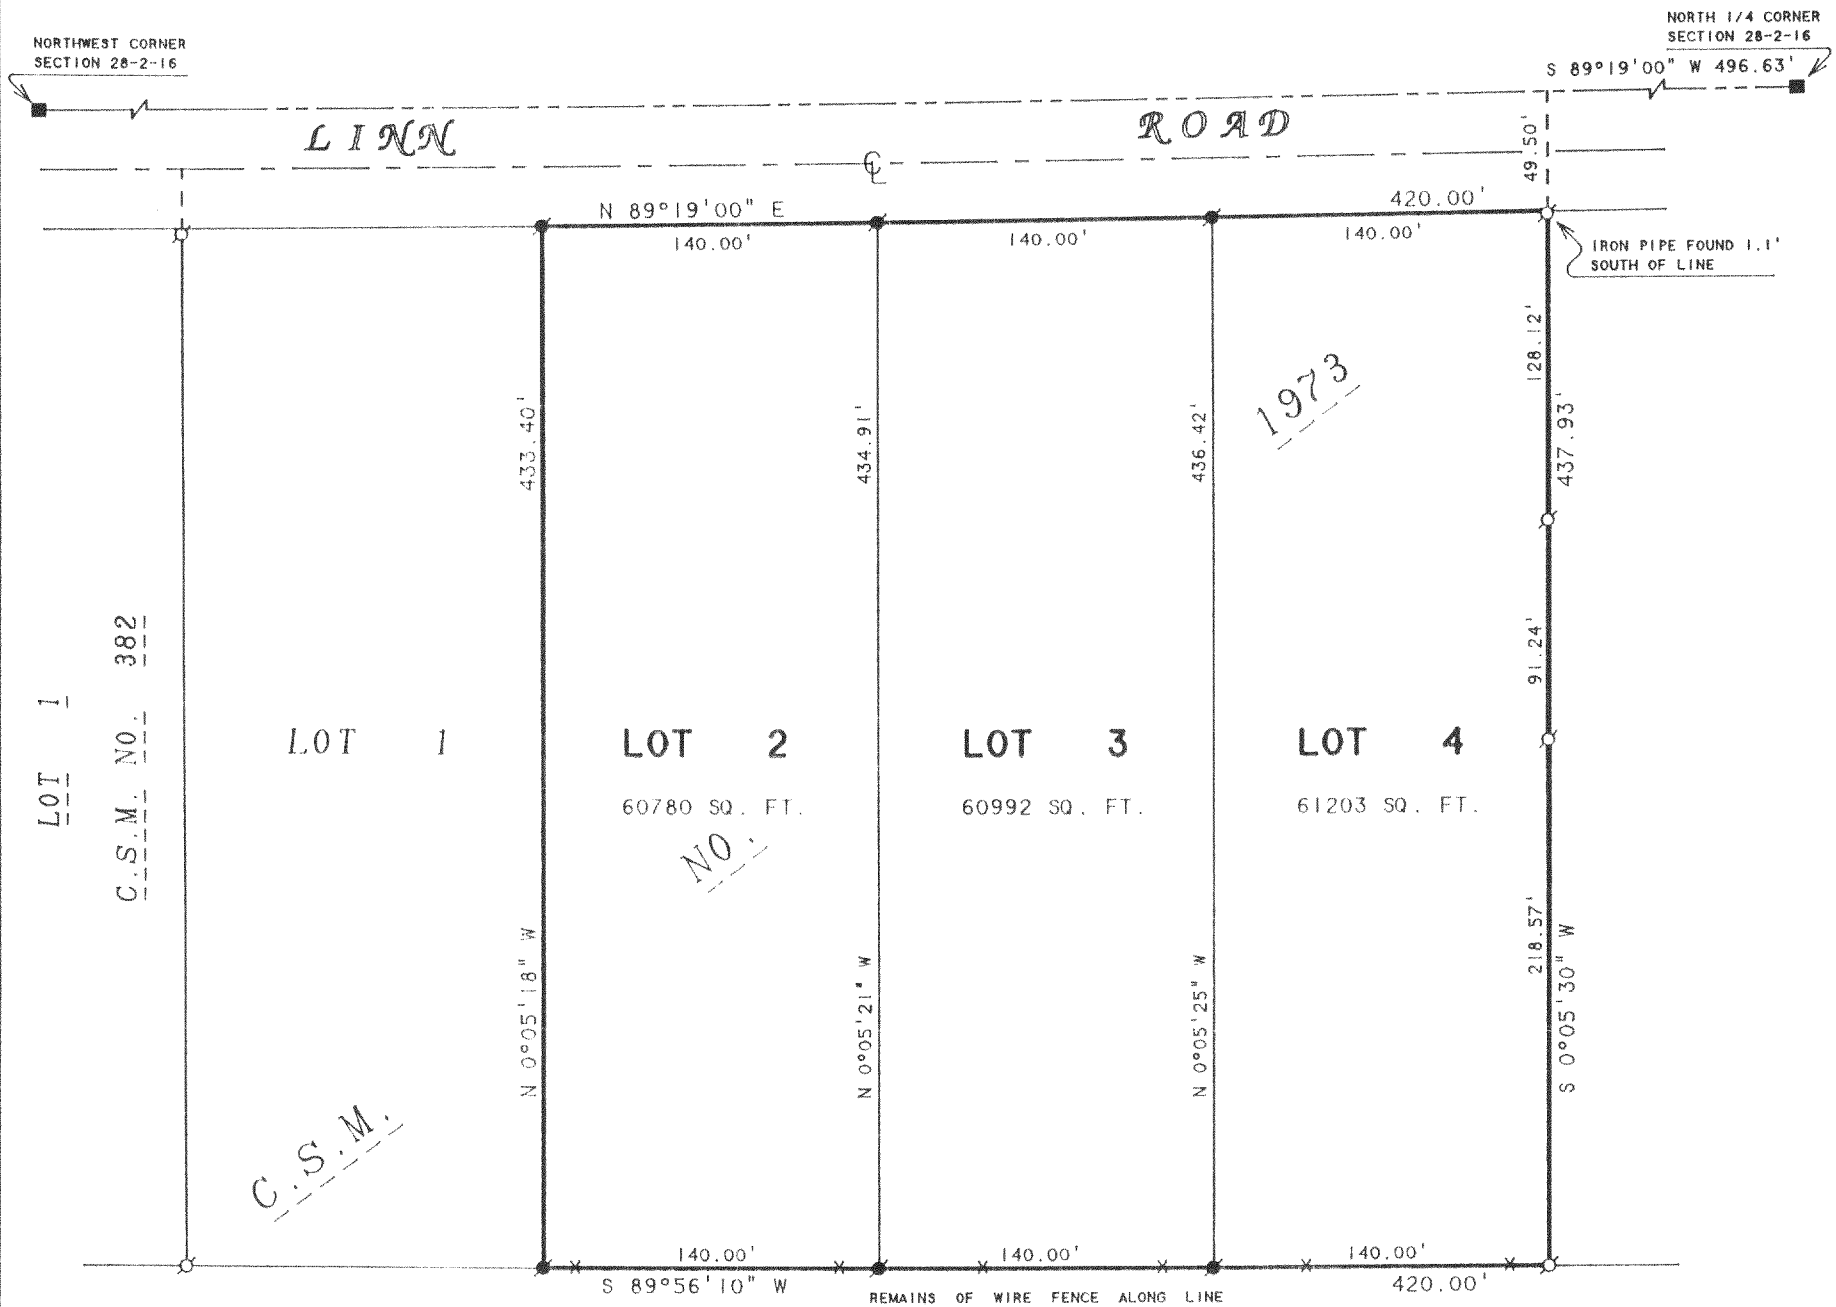 NORTHWEST CORNER
SECTION 28-2-16
NORTH 1/4 CORNER
SECTION 28-2-16
S 89°19'00" W 496.63'
LINN ROAD
C L
49.50'
N 89°19'00" E
420.00'
140.00'
140.00'
140.00'
IRON PIPE FOUND 1.1'
SOUTH OF LINE
128.12'
433.40'
434.91'
436.42'
437.93'
1973
91.24'
LOT 1
C.S.M. NO. 382
LOT 1
LOT 2
60780 SQ. FT.
LOT 3
60992 SQ. FT.
LOT 4
61203 SQ. FT.
NO.
218.57'
N 0°05'18" W
N 0°05'21" W
N 0°05'25" W
S 0°05'30" W
C.S.M.
140.00'
140.00'
140.00'
S 89°56'10" W
420.00'
REMAINS OF WIRE FENCE ALONG LINE